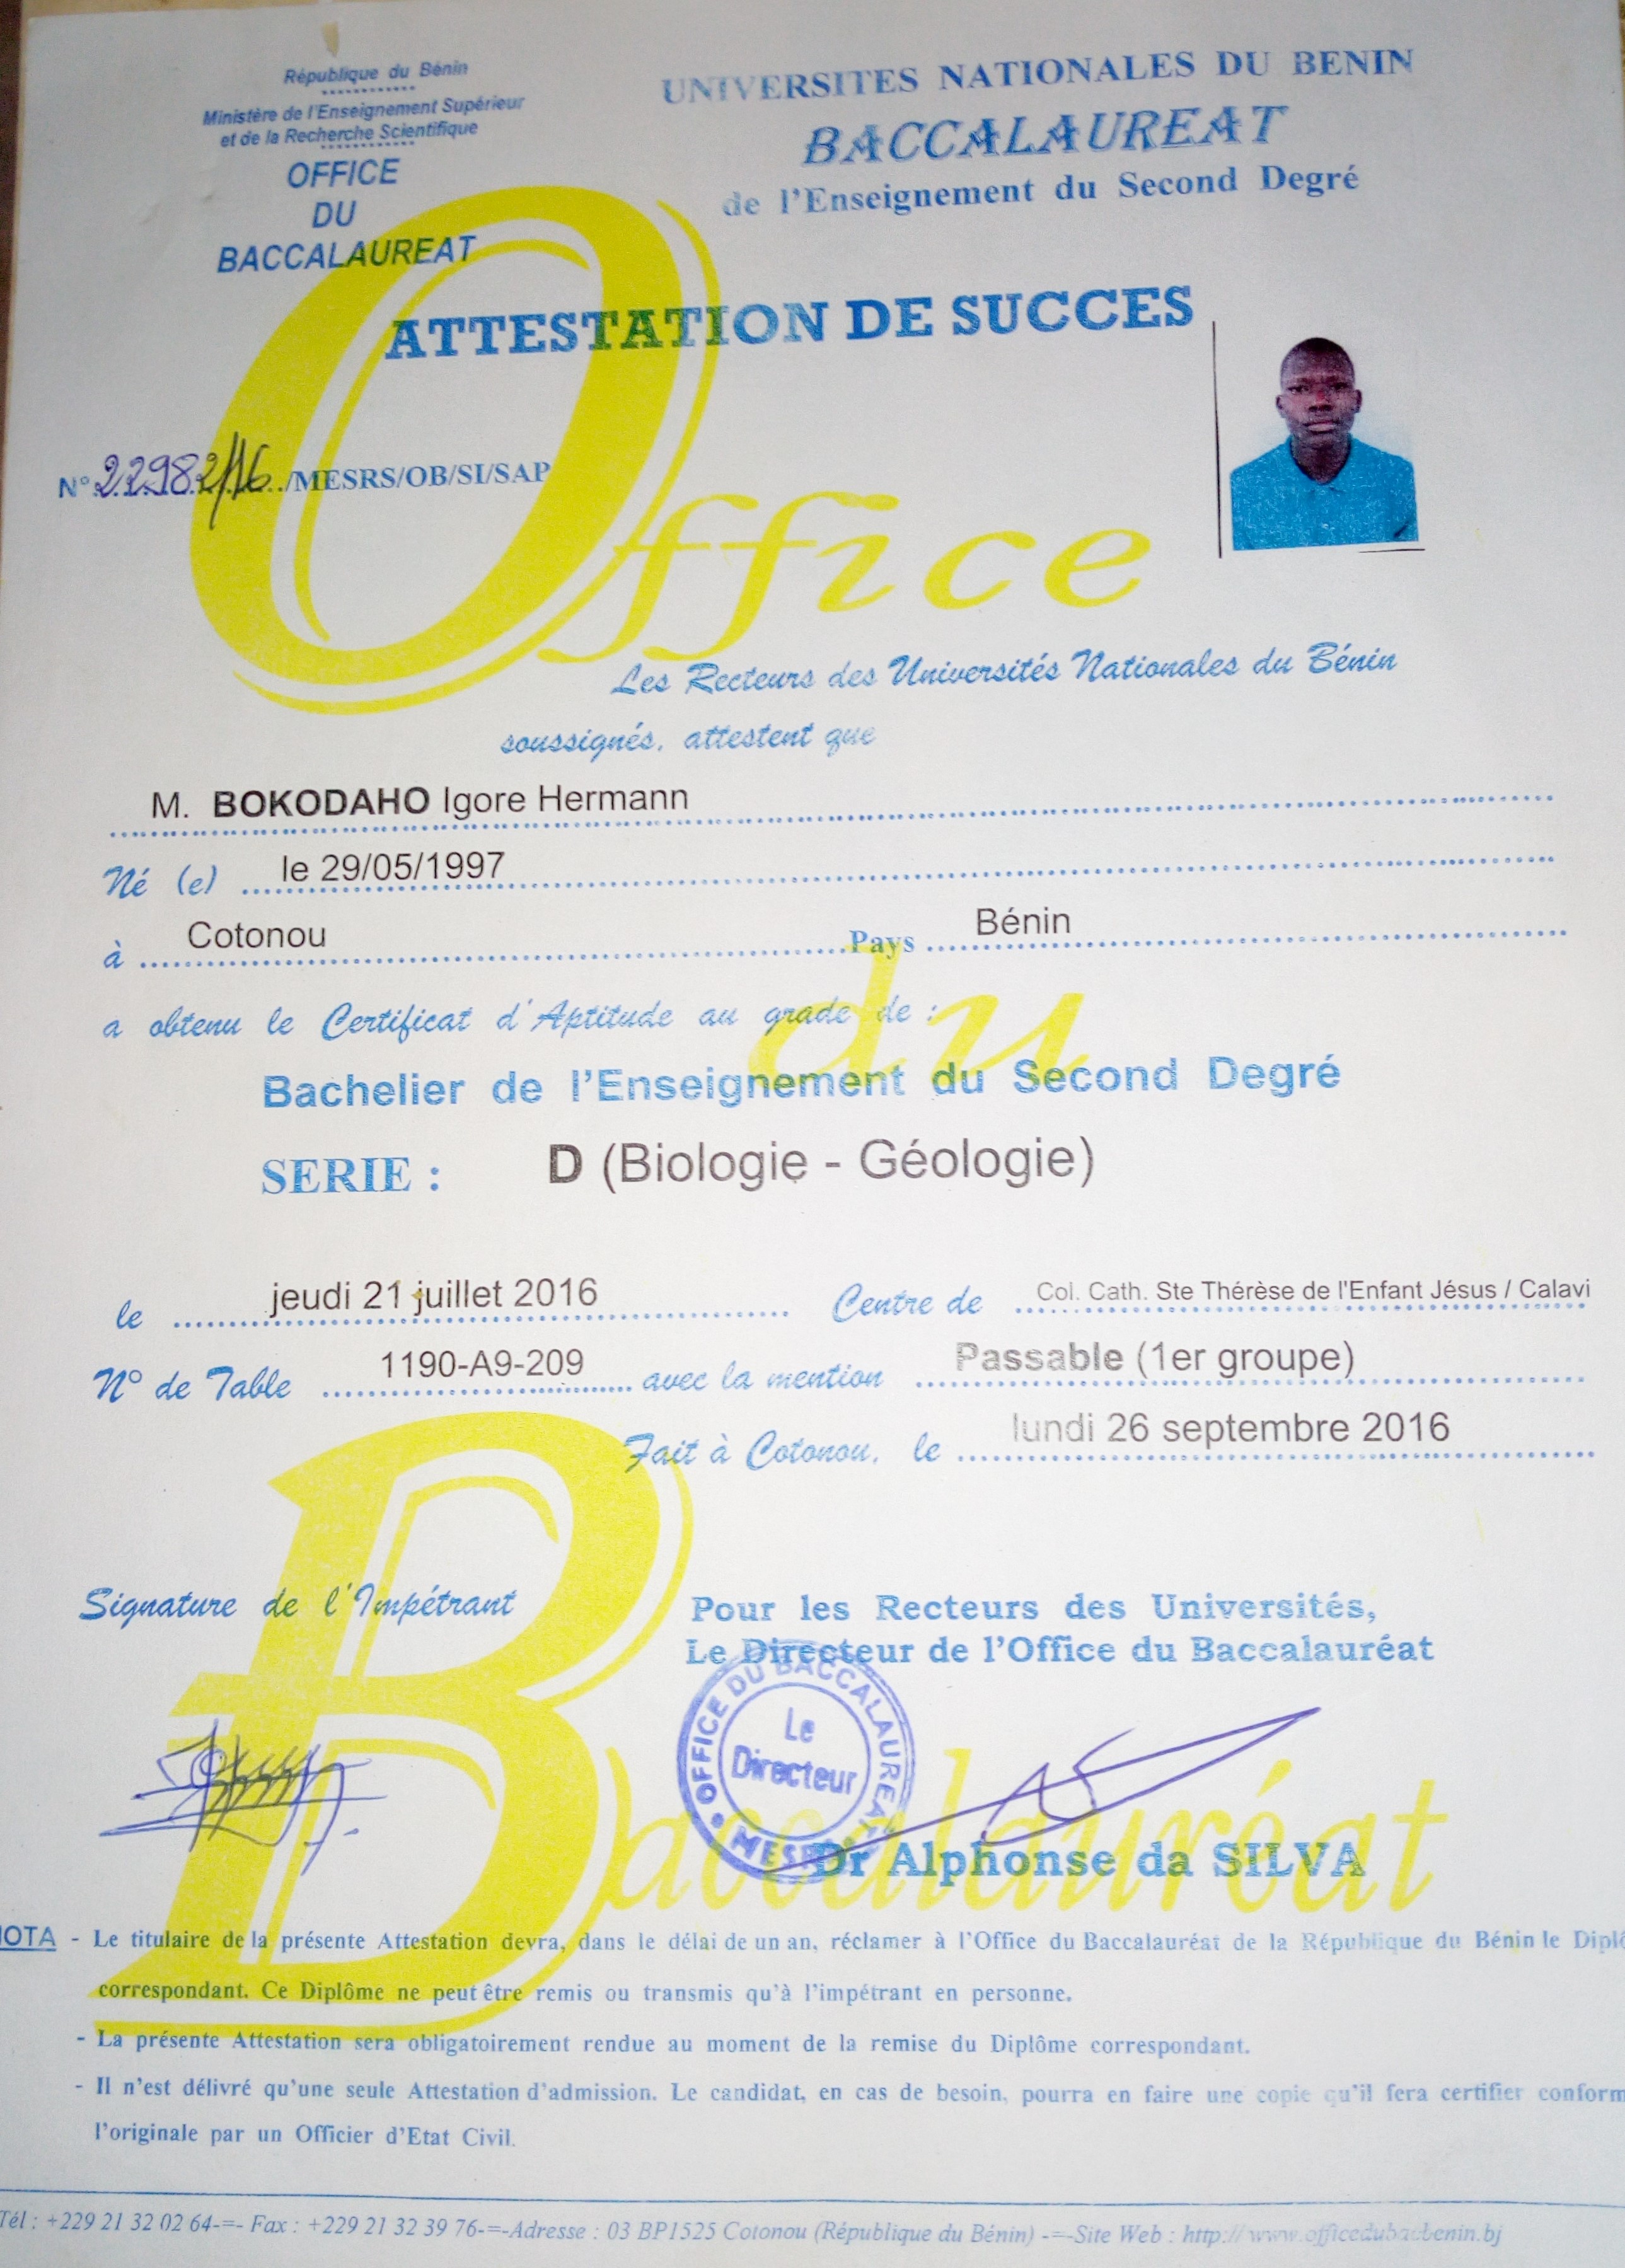 République du Bénin
Ministère de l'Enseignement Supérieur
et de la Recherche Scientifique
OFFICE
DU
BACCALAUREAT
UNIVERSITES NATIONALES DU BENIN
BACCALAUREAT
de l'Enseignement du Second Degré
ATTESTATION DE SUCCES
N° 22982/16 /MESRS/OB/SI/SAP
Office
Les Recteurs des Universités Nationales du Bénin
soussignés, attestent que
M. BOKODAHO Igore Hermann
Né (e) le 29/05/1997
à Cotonou Pays Bénin
du
a obtenu le Certificat d'Aptitude au grade de :
Bachelier de l'Enseignement du Second Degré
SERIE : D (Biologie - Géologie)
le jeudi 21 juillet 2016 Centre de Col. Cath. Ste Thérèse de l'Enfant Jésus / Calavi
N° de Table 1190-A9-209 avec la mention Passable (1er groupe)
Fait à Cotonou, le lundi 26 septembre 2016
Signature de l'Impétrant
Pour les Recteurs des Universités,
Le Directeur de l'Office du Baccalauréat
OFFICE DU BACCALAUREAT
Le
Directeur
Baccalauréat
Dr Alphonse da SILVA
NOTA - Le titulaire de la présente Attestation devra, dans le délai de un an, réclamer à l'Office du Baccalauréat de la République du Bénin le Diplô
correspondant. Ce Diplôme ne peut être remis ou transmis qu'à l'impétrant en personne.
- La présente Attestation sera obligatoirement rendue au moment de la remise du Diplôme correspondant.
- Il n'est délivré qu'une seule Attestation d'admission. Le candidat, en cas de besoin, pourra en faire une copie qu'il fera certifier conform
l'originale par un Officier d'Etat Civil.
Tél : +229 21 32 02 64-=- Fax : +229 21 32 39 76-=-Adresse : 03 BP1525 Cotonou (République du Bénin) -=-Site Web : http:// www.officedubacbenin.bj